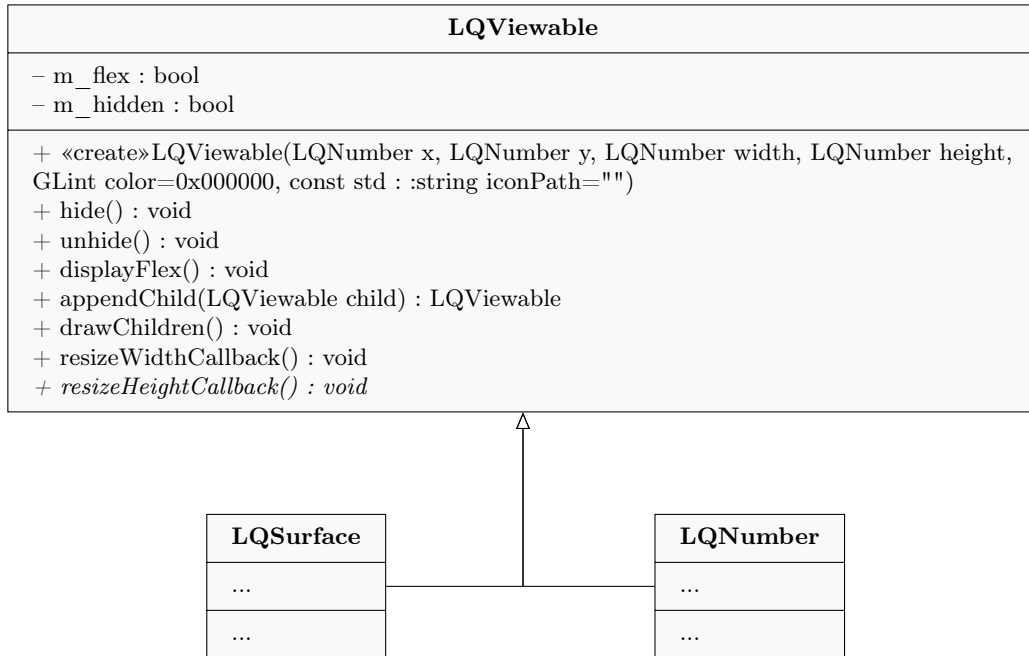 LQViewable
– m_flex : bool
– m_hidden : bool
+ «create»LQViewable(LQNumber x, LQNumber y, LQNumber width, LQNumber height,
GLint color=0x000000, const std : :string iconPath="")
+ hide() : void
+ unhide() : void
+ displayFlex() : void
+ appendChild(LQViewable child) : LQViewable
+ drawChildren() : void
+ resizeWidthCallback() : void
+ resizeHeightCallback() : void
LQSurface
...
...
LQNumber
...
...